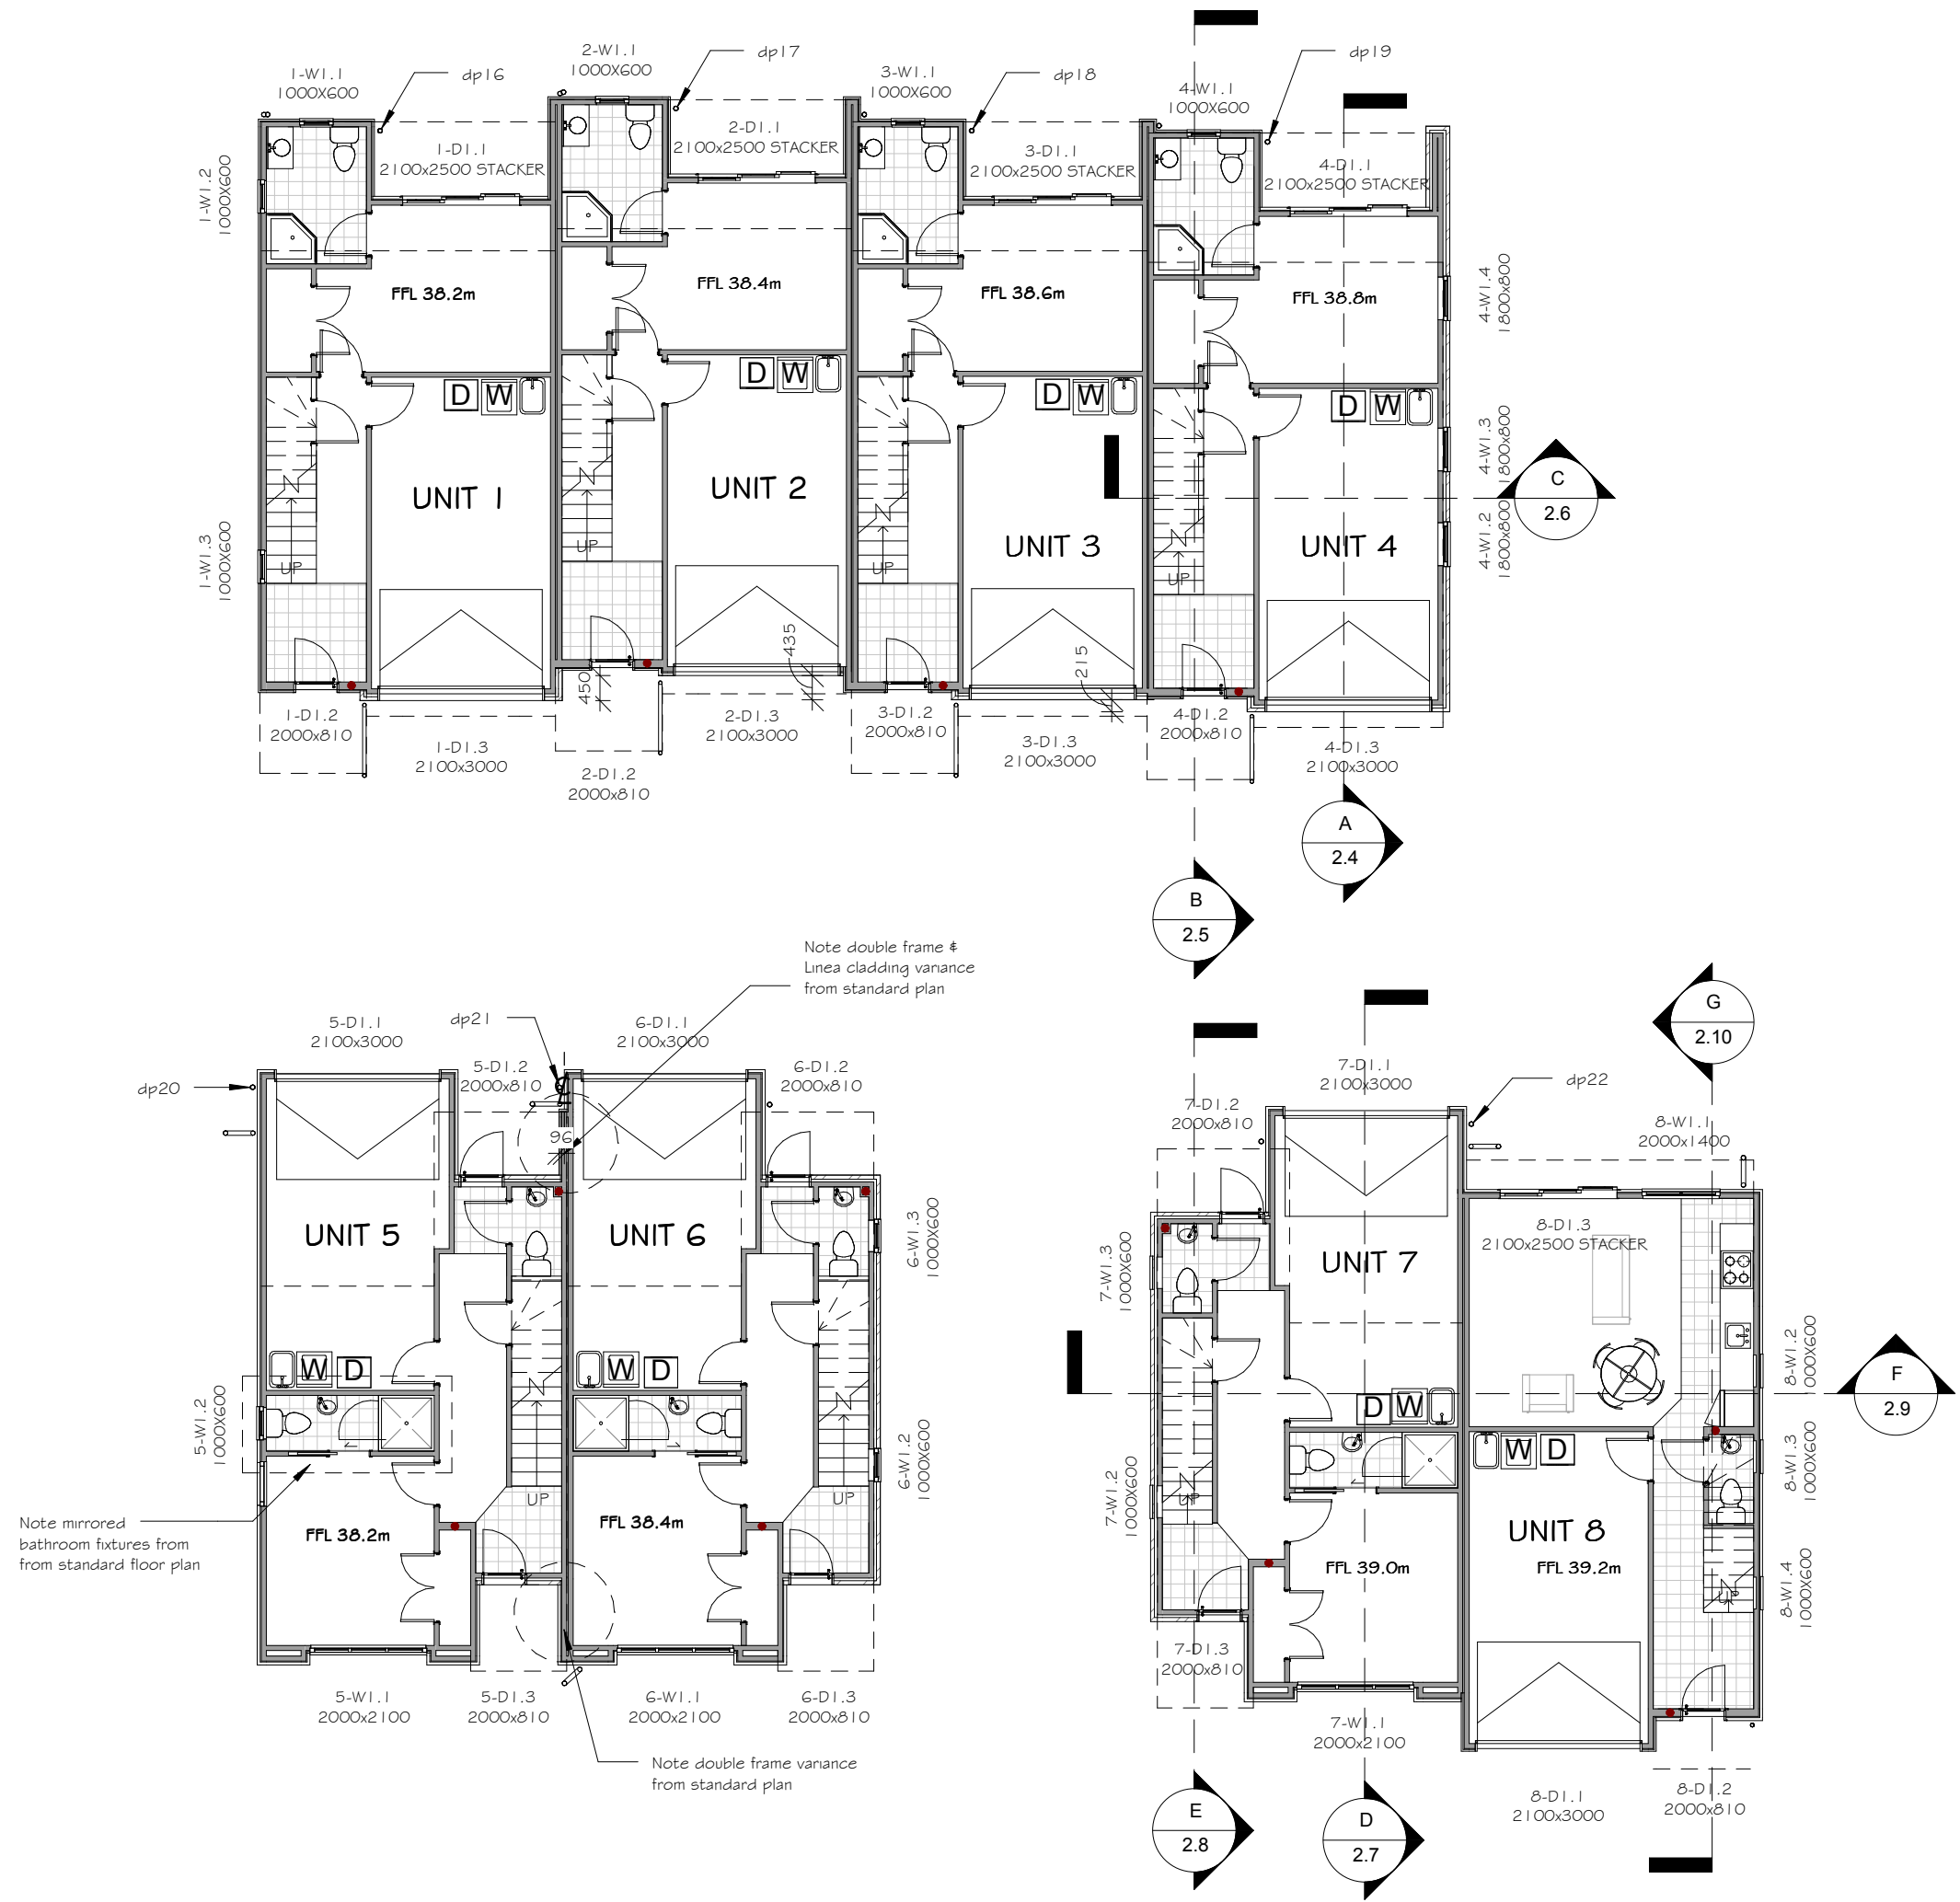 1-W1.1
1000X600
dp16
2-W1.1
1000X600
dp17
3-W1.1
1000X600
dp18
4-W1.1
1000X600
dp19
1-W1.2
1000X600
1-D1.1
2100x2500 STACKER
2-D1.1
2100x2500 STACKER
3-D1.1
2100x2500 STACKER
4-D1.1
2100x2500 STACKER
FFL 38.2m
FFL 38.4m
FFL 38.6m
FFL 38.8m
4-W1.4
1800x800
D W
D W
D W
D W
4-W1.3
1800x800
UNIT 1
UNIT 2
UNIT 3
UNIT 4
C
2.6
1-W1.3
1000X600
4-W1.2
1800x800
UP
UP
UP
UP
450
435
215
1-D1.2
2000x810
1-D1.3
2100x3000
2-D1.2
2000x810
2-D1.3
2100x3000
3-D1.2
2000x810
3-D1.3
2100x3000
4-D1.2
2000x810
4-D1.3
2100x3000
A
2.4
B
2.5
Note double frame &
Linea cladding variance
from standard plan
5-D1.1
2100x3000
dp21
6-D1.1
2100x3000
dp20
5-D1.2
2000x810
6-D1.2
2000x810
96
UNIT 5
UNIT 6
6-W1.3
1000X600
W D
W D
5-W1.2
1000X600
6-W1.2
1000X600
UP
UP
Note mirrored
bathroom fixtures from
from standard floor plan
FFL 38.2m
FFL 38.4m
5-W1.1
2000x2100
5-D1.3
2000x810
6-W1.1
2000x2100
6-D1.3
2000x810
Note double frame variance
from standard plan
G
2.10
7-D1.1
2100x3000
dp22
7-D1.2
2000x810
8-W1.1
2000x1400
7-W1.3
1000X600
UNIT 7
8-D1.3
2100x2500 STACKER
8-W1.2
1000X600
F
2.9
D W
W D
7-W1.2
1000X600
8-W1.3
1000X600
UP
UNIT 8
FFL 39.0m
FFL 39.2m
UP
8-W1.4
1000X600
7-D1.3
2000x810
7-W1.1
2000x2100
8-D1.1
2100x3000
8-D1.2
2000x810
E
2.8
D
2.7